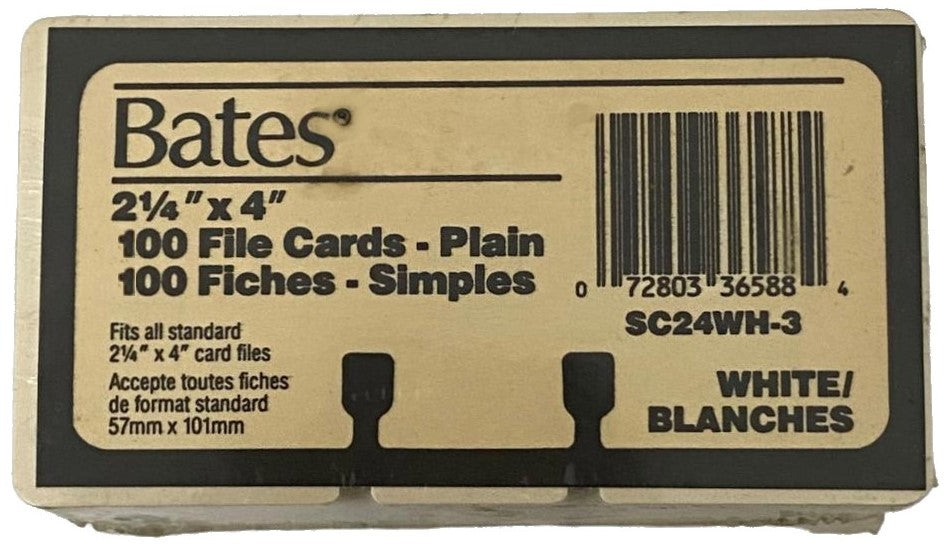 Bates®
2¼" x 4"
100 File Cards - Plain
100 Fiches - Simples
0 72803 36588 4
SC24WH-3
Fits all standard
2¼" x 4" card files
Accepte toutes fiches
de format standard
57mm x 101mm
WHITE/
BLANCHES